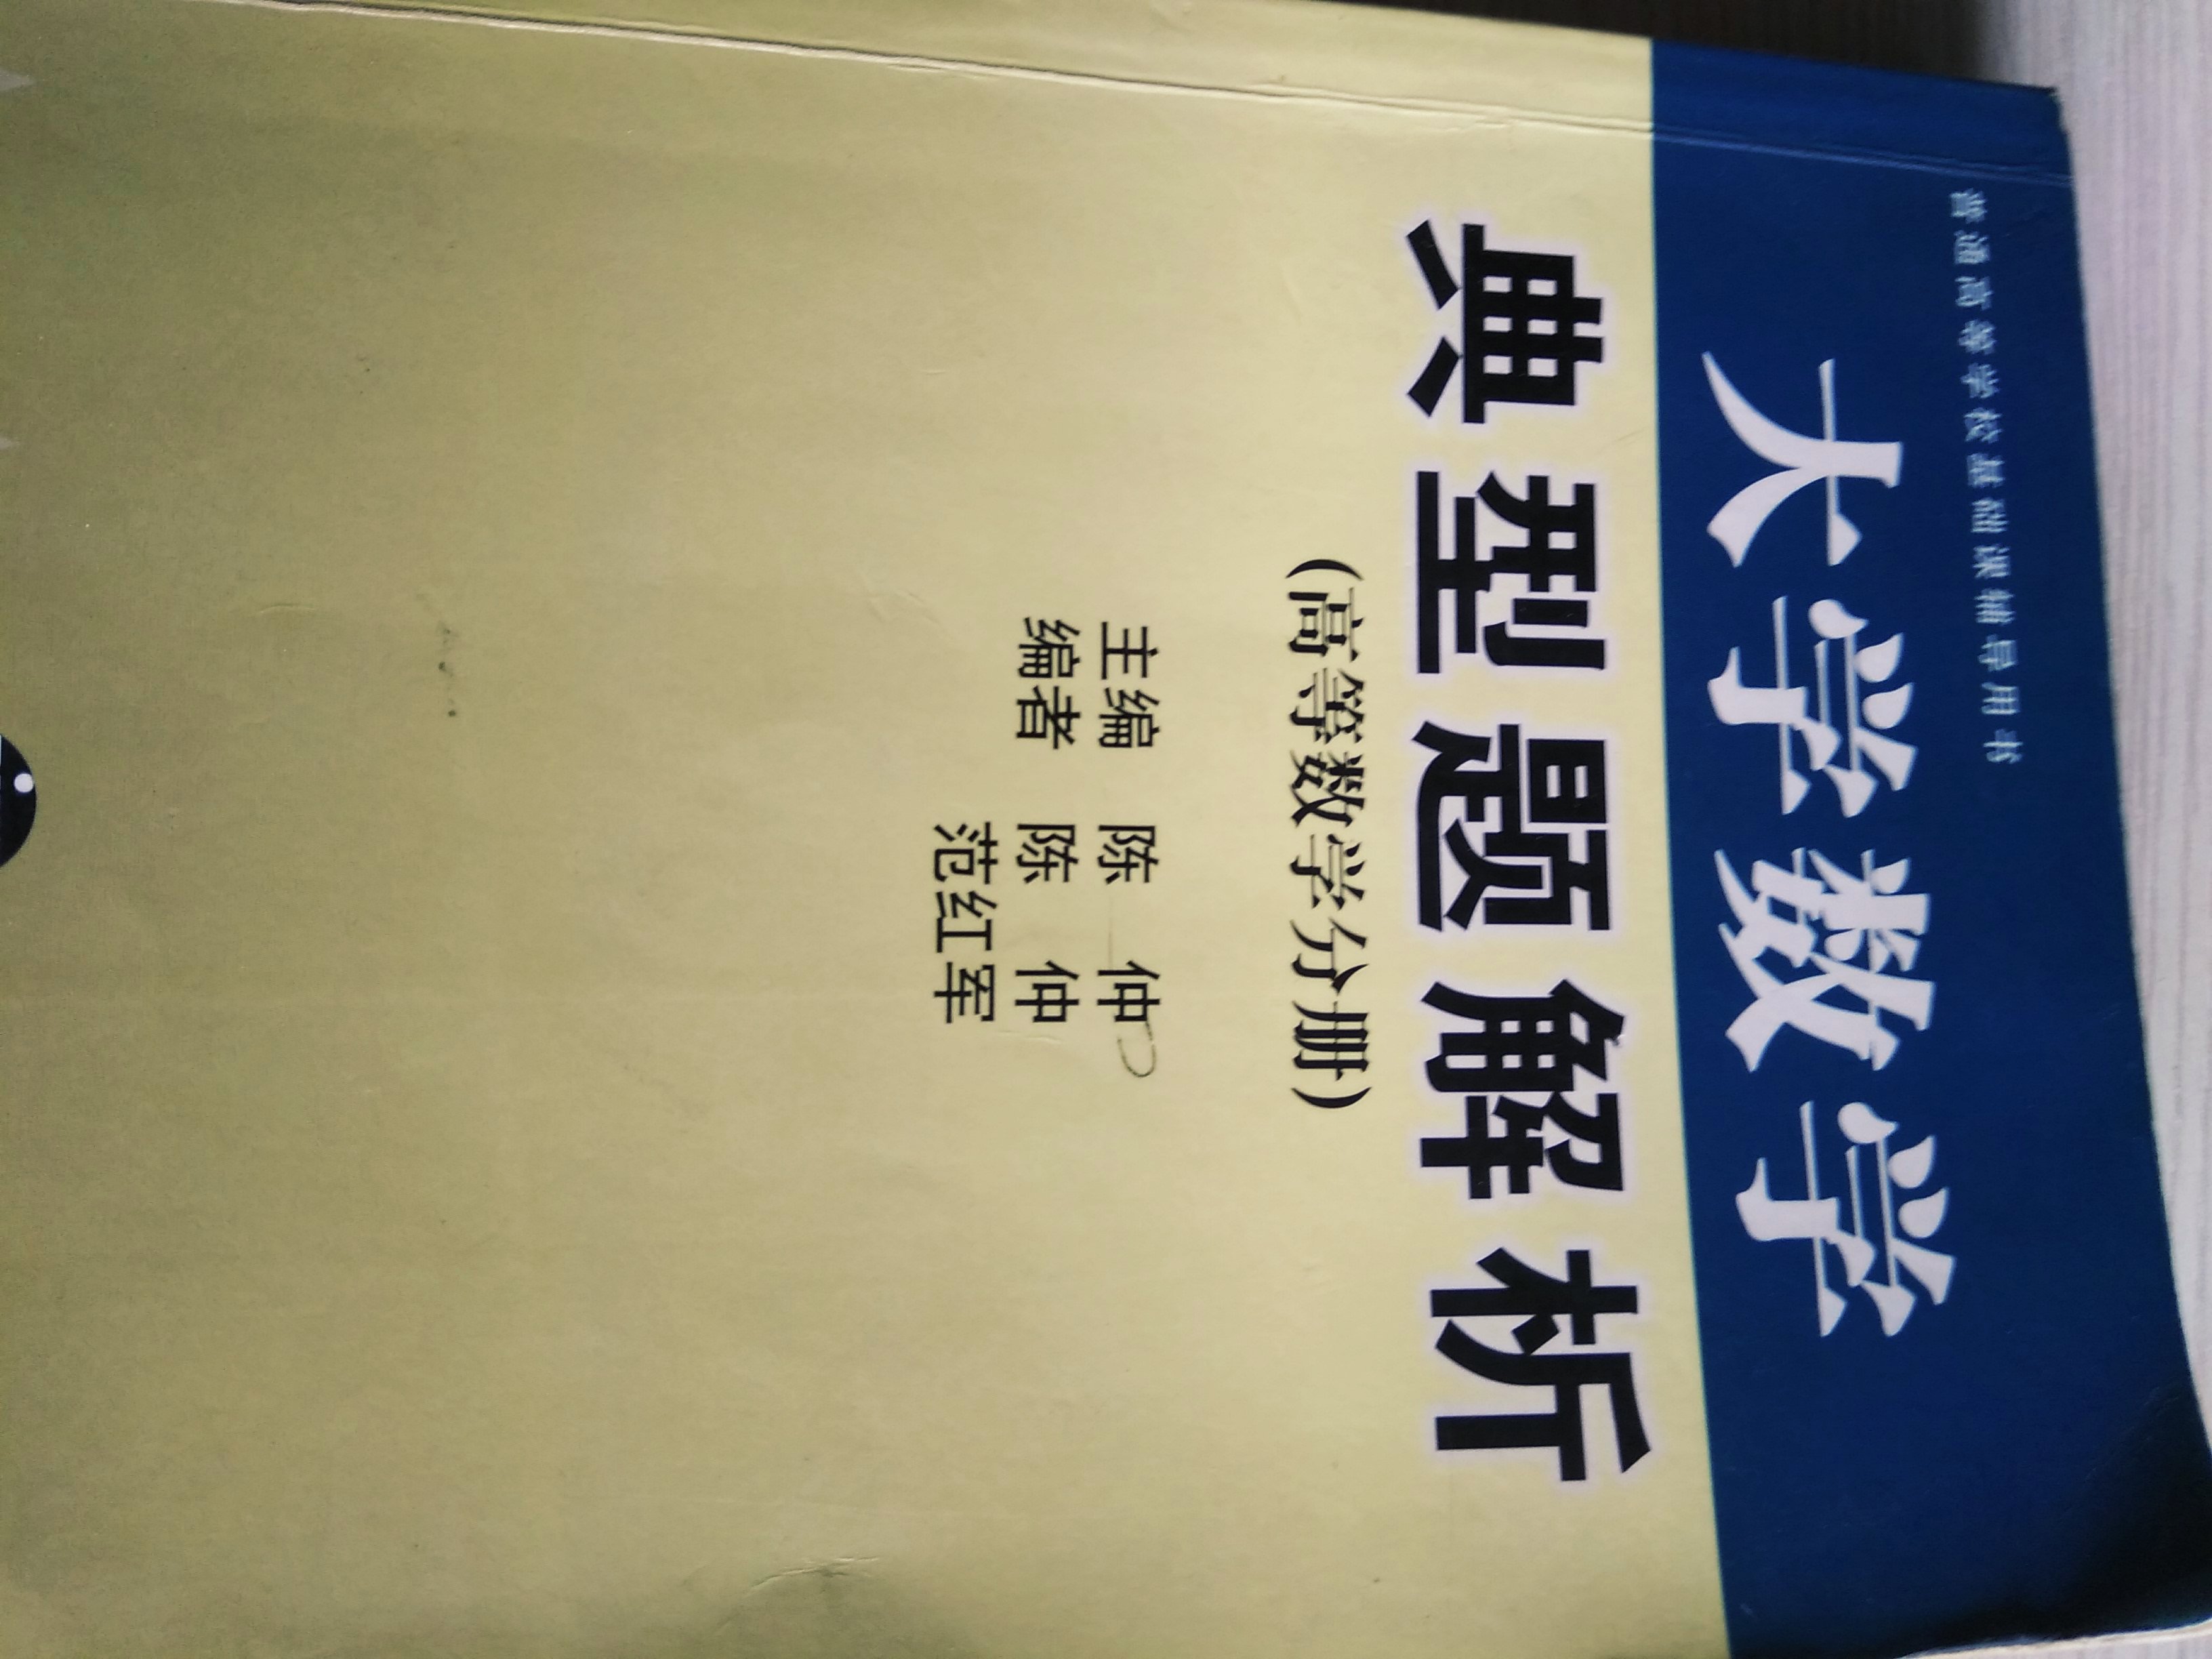 普通高等学校基础课辅导用书
大学数学
典型题解析
(高等数学分册)
主编 陈 仲
编者 陈 仲
范红军